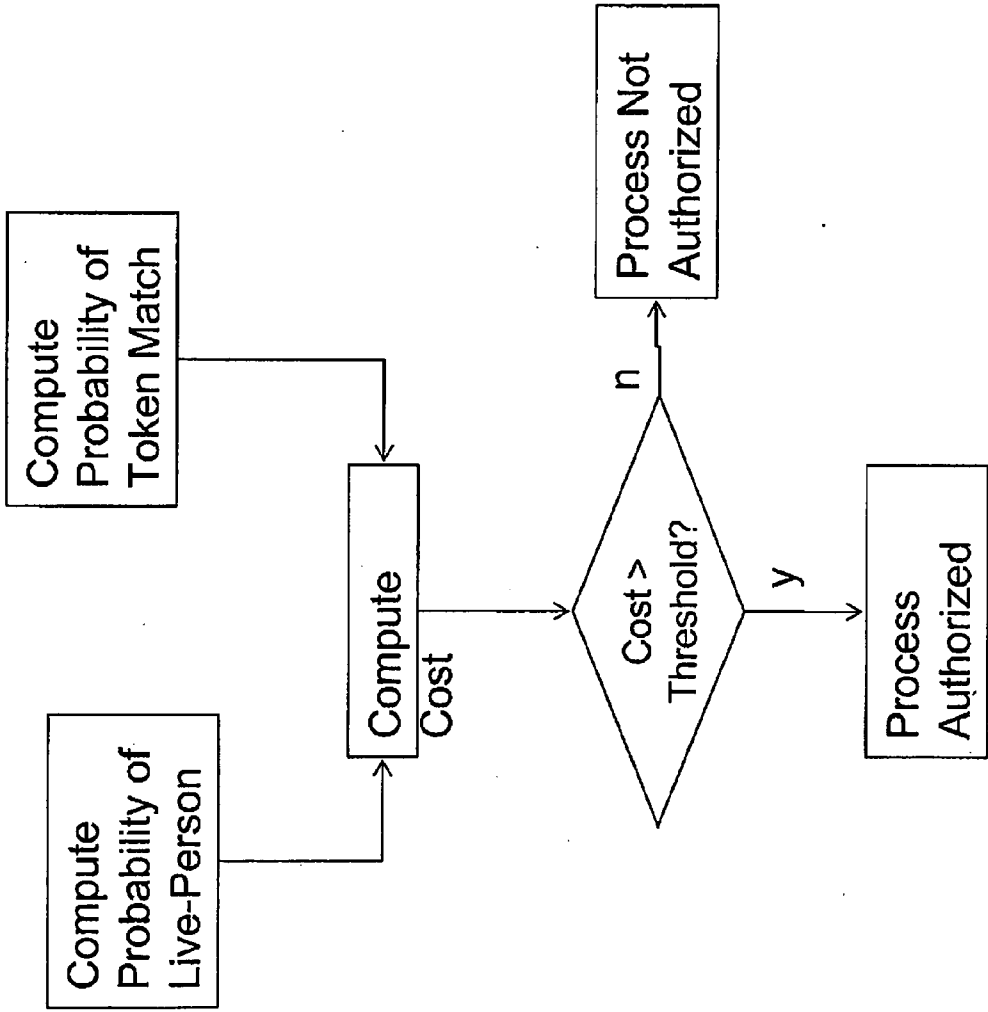 Compute
Probability of
Live-Person
Compute
Probability of
Token Match
Compute
Cost
Cost >
Threshold?
n
Process Not
Authorized
y
Process
Authorized